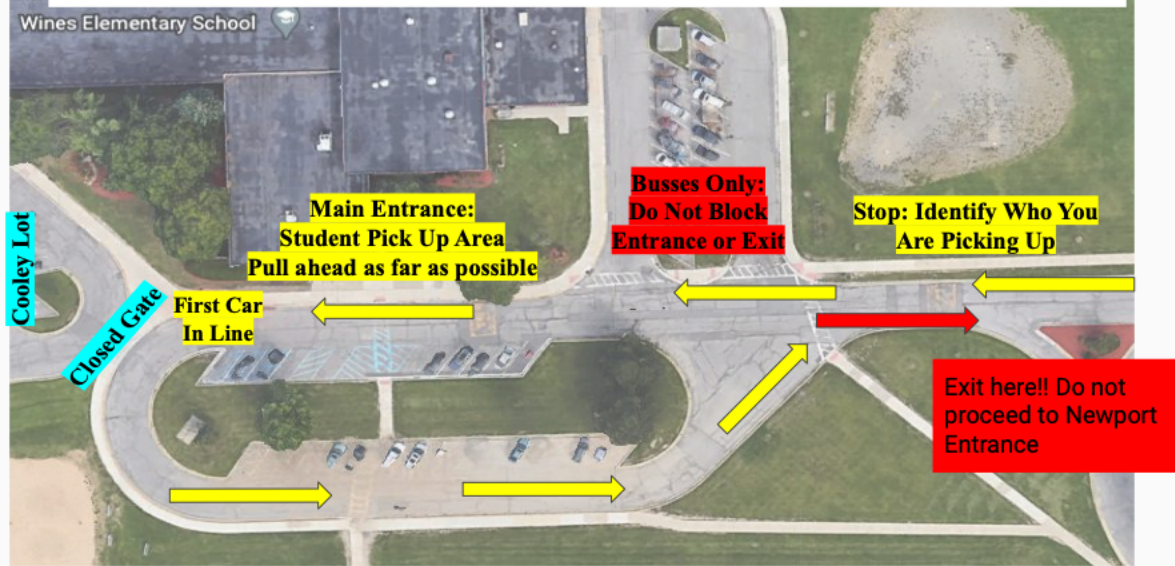 Wines Elementary School
Busses Only:
Do Not Block
Entrance or Exit
Main Entrance:
Student Pick Up Area
Pull ahead as far as possible
Stop: Identify Who You
Are Picking Up
Cooley Lot
Closed Gate
First Car
In Line
Exit here!! Do not
proceed to Newport
Entrance